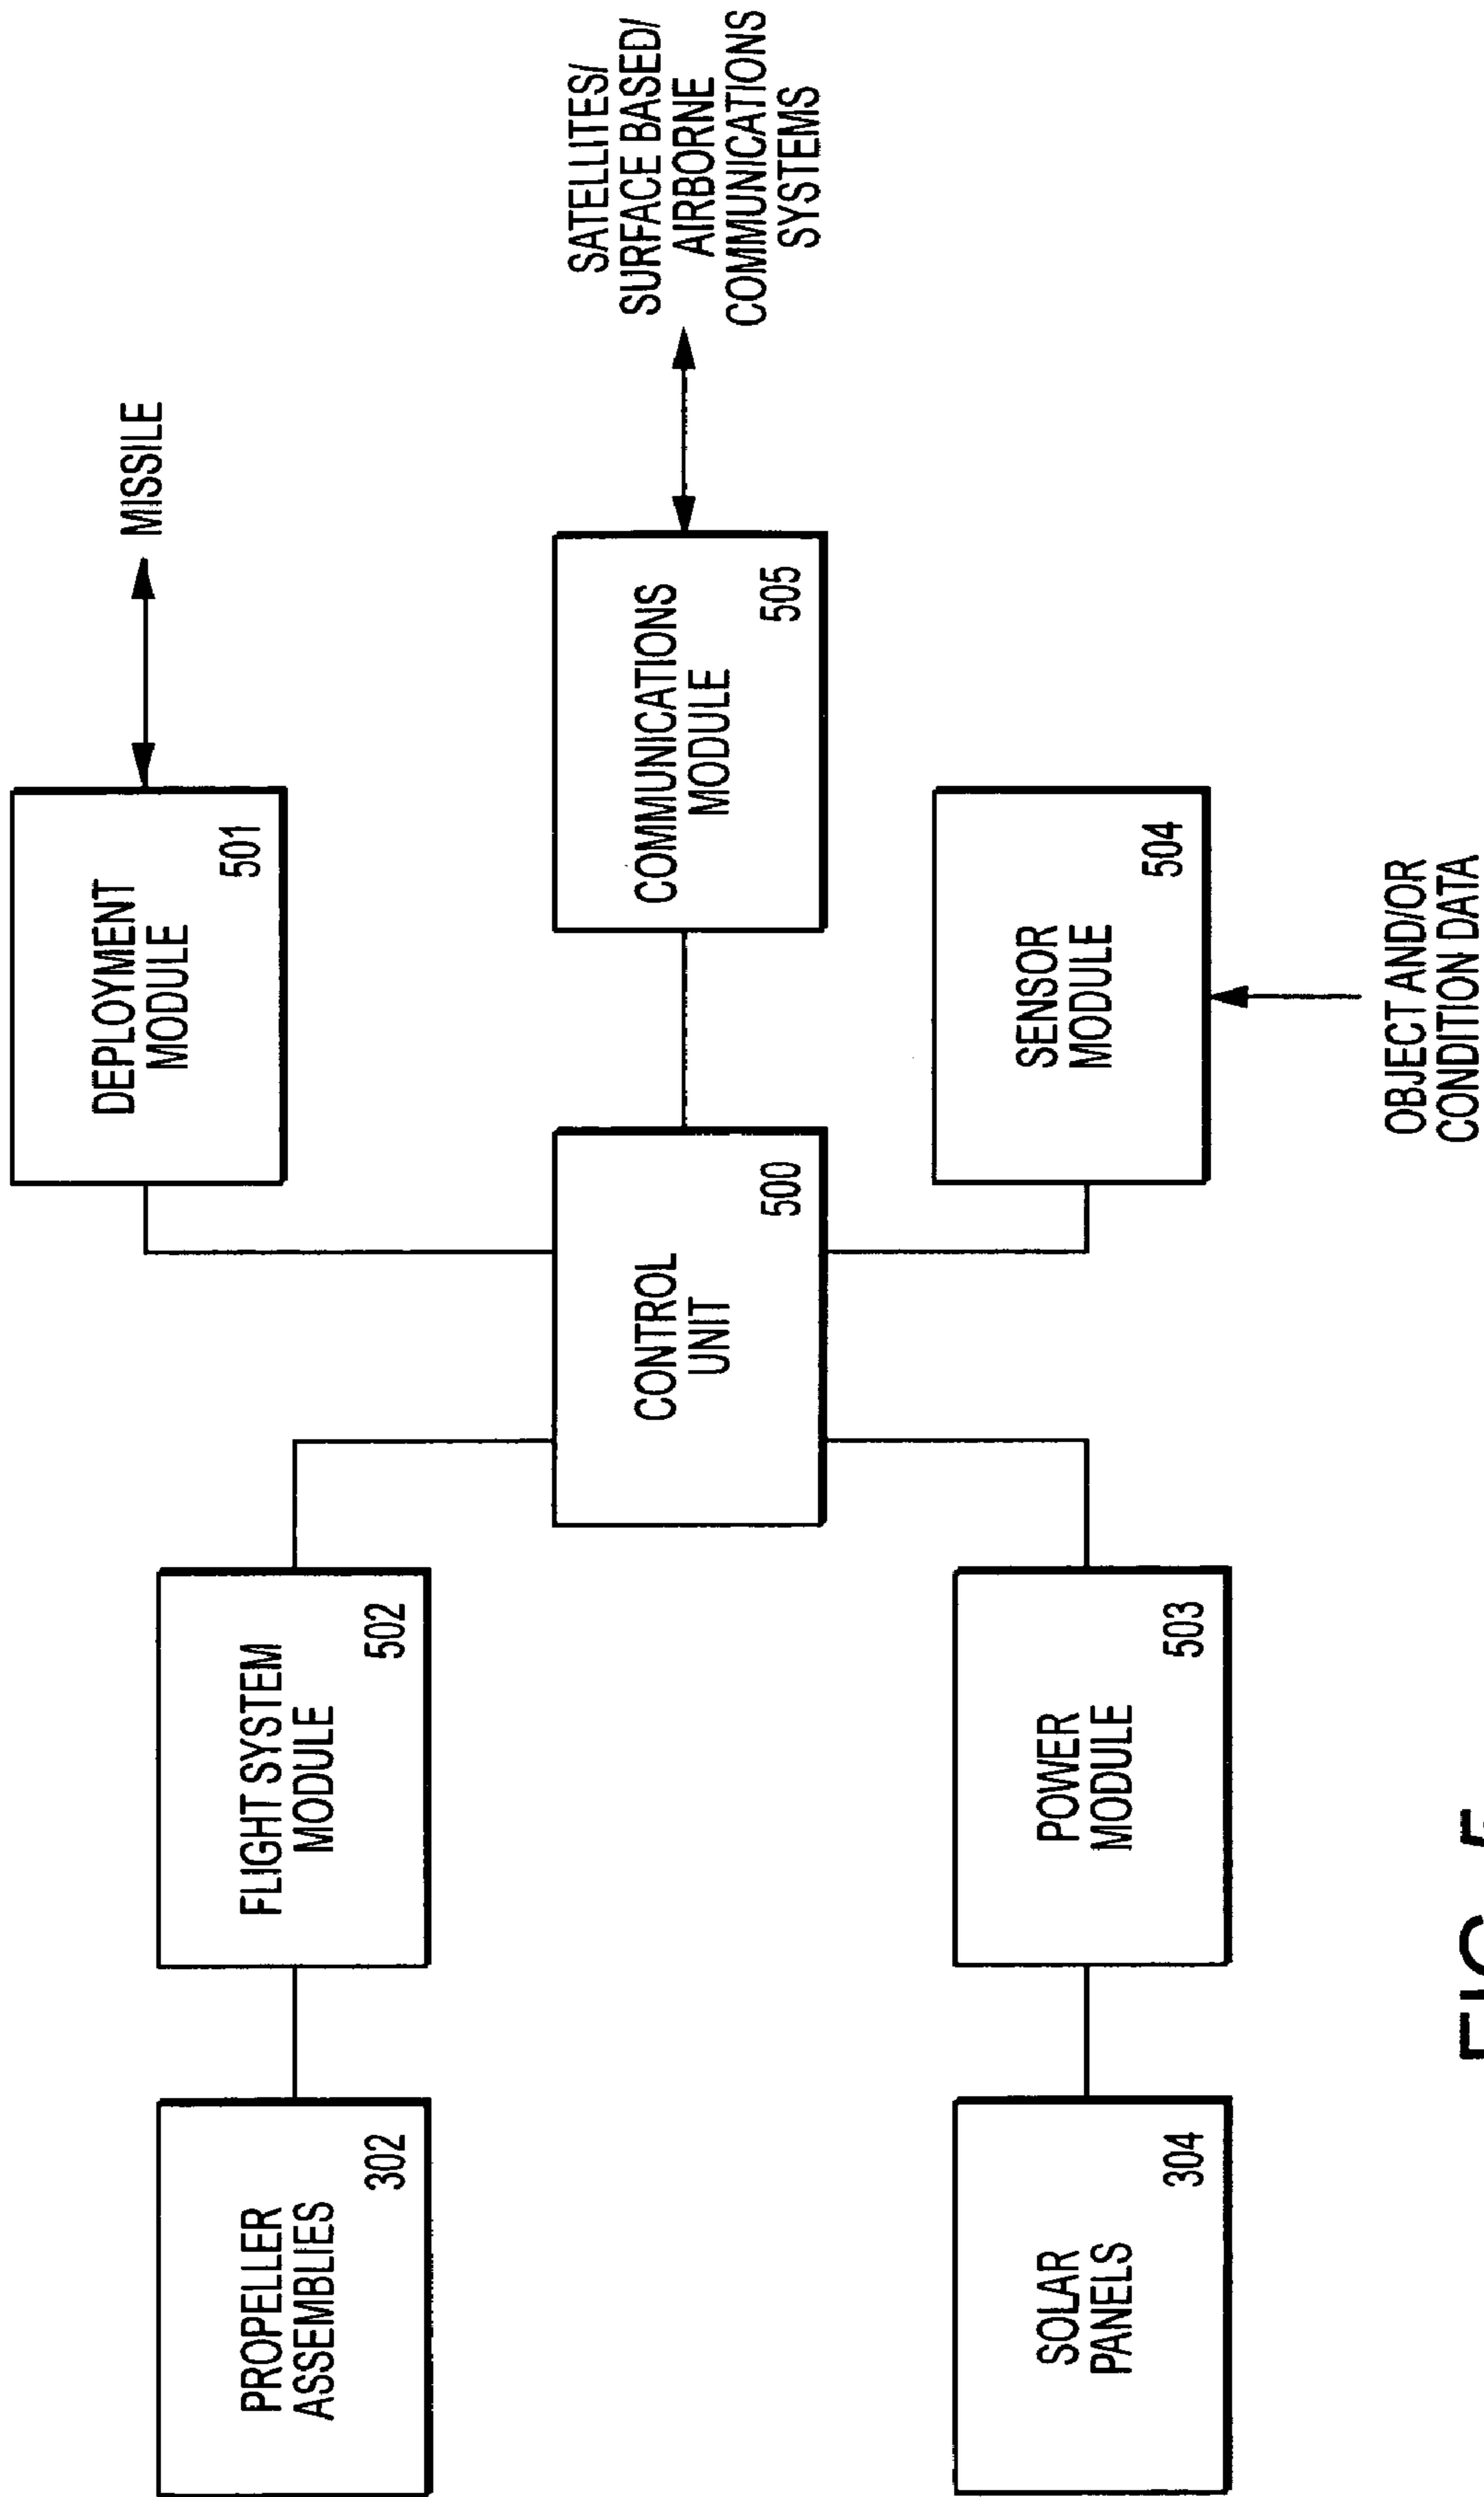 MISSILE
DEPLOYMENT
MODULE
501
SATELLITES/
SURFACE BASED/
AIRBORNE
COMMUNICATIONS
SYSTEMS
COMMUNICATIONS
MODULE
505
FLIGHT SYSTEM
MODULE
502
PROPELLER
ASSEMBLIES
302
CONTROL
UNIT
500
SENSOR
MODULE
504
OBJECT AND/OR
CONDITION DATA
POWER
MODULE
503
SOLAR
PANELS
304